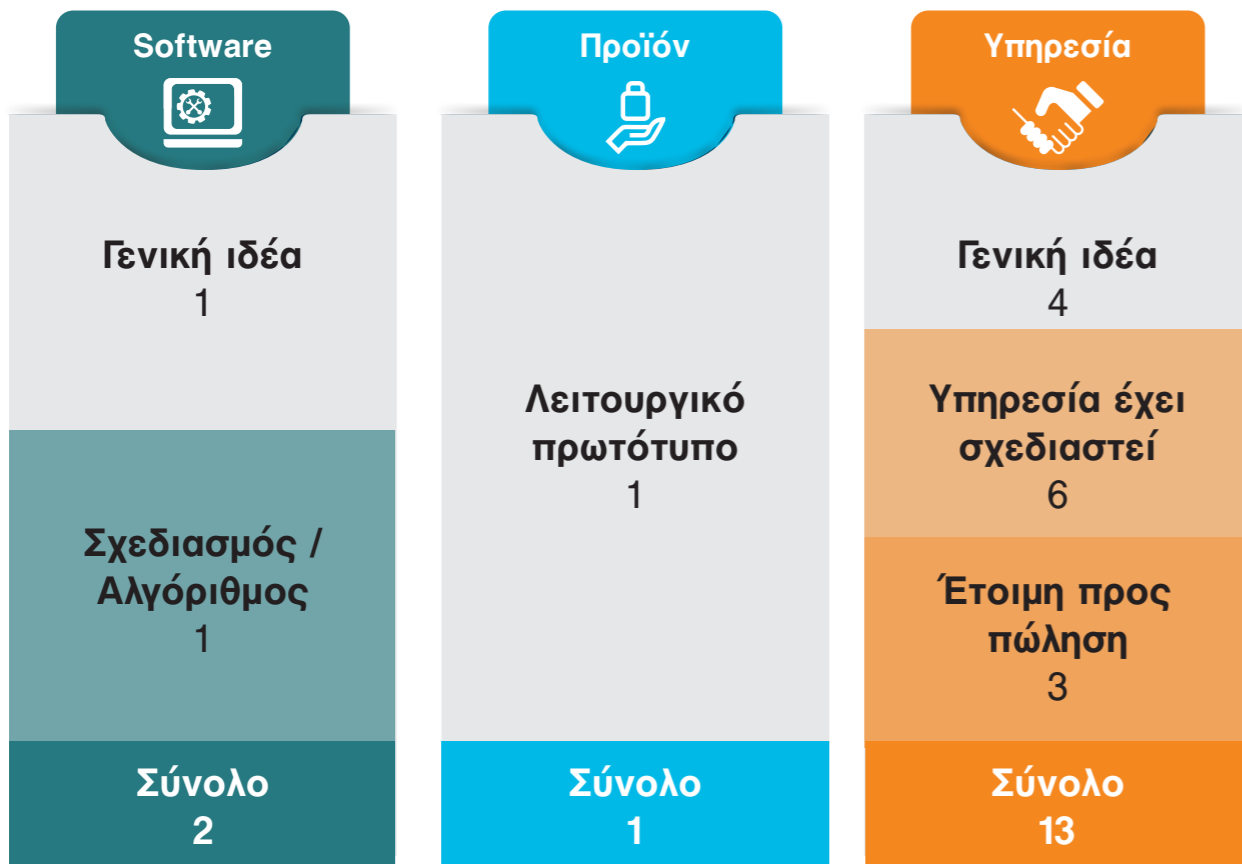 Software
Γενική ιδέα
1
Σχεδιασμός /
Αλγόριθμος
1
Σύνολο
2
Προϊόν
Λειτουργικό
πρωτότυπο
1
Σύνολο
1
Υπηρεσία
Γενική ιδέα
4
Υπηρεσία έχει
σχεδιαστεί
6
Έτοιμη προς
πώληση
3
Σύνολο
13